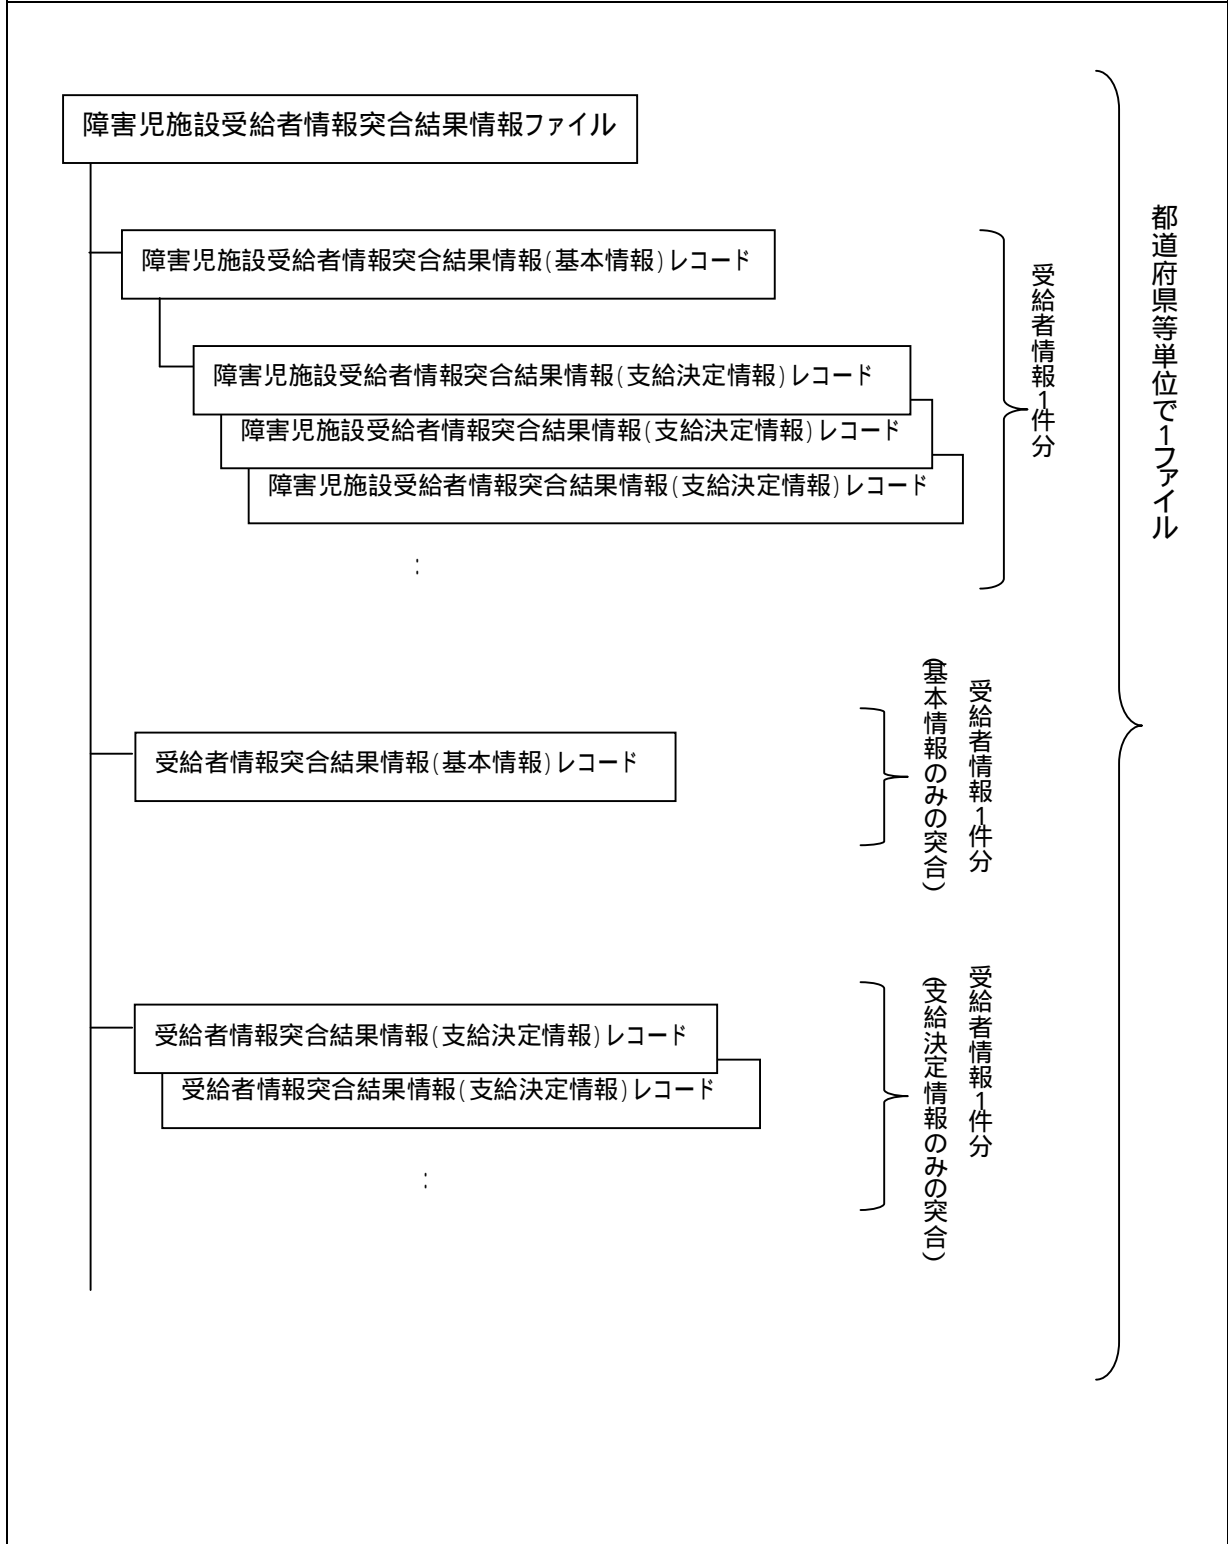 障害児施設受給者情報突合結果情報ファイル
障害児施設受給者情報突合結果情報(基本情報)レコード
障害児施設受給者情報突合結果情報(支給決定情報)レコード
障害児施設受給者情報突合結果情報(支給決定情報)レコード
障害児施設受給者情報突合結果情報(支給決定情報)レコード
:
受給者情報1件分
都道府県等単位で1ファイル
受給者情報突合結果情報(基本情報)レコード
受給者情報1件分
(基本情報のみの突合)
受給者情報突合結果情報(支給決定情報)レコード
受給者情報突合結果情報(支給決定情報)レコード
:
受給者情報1件分
(支給決定情報のみの突合)